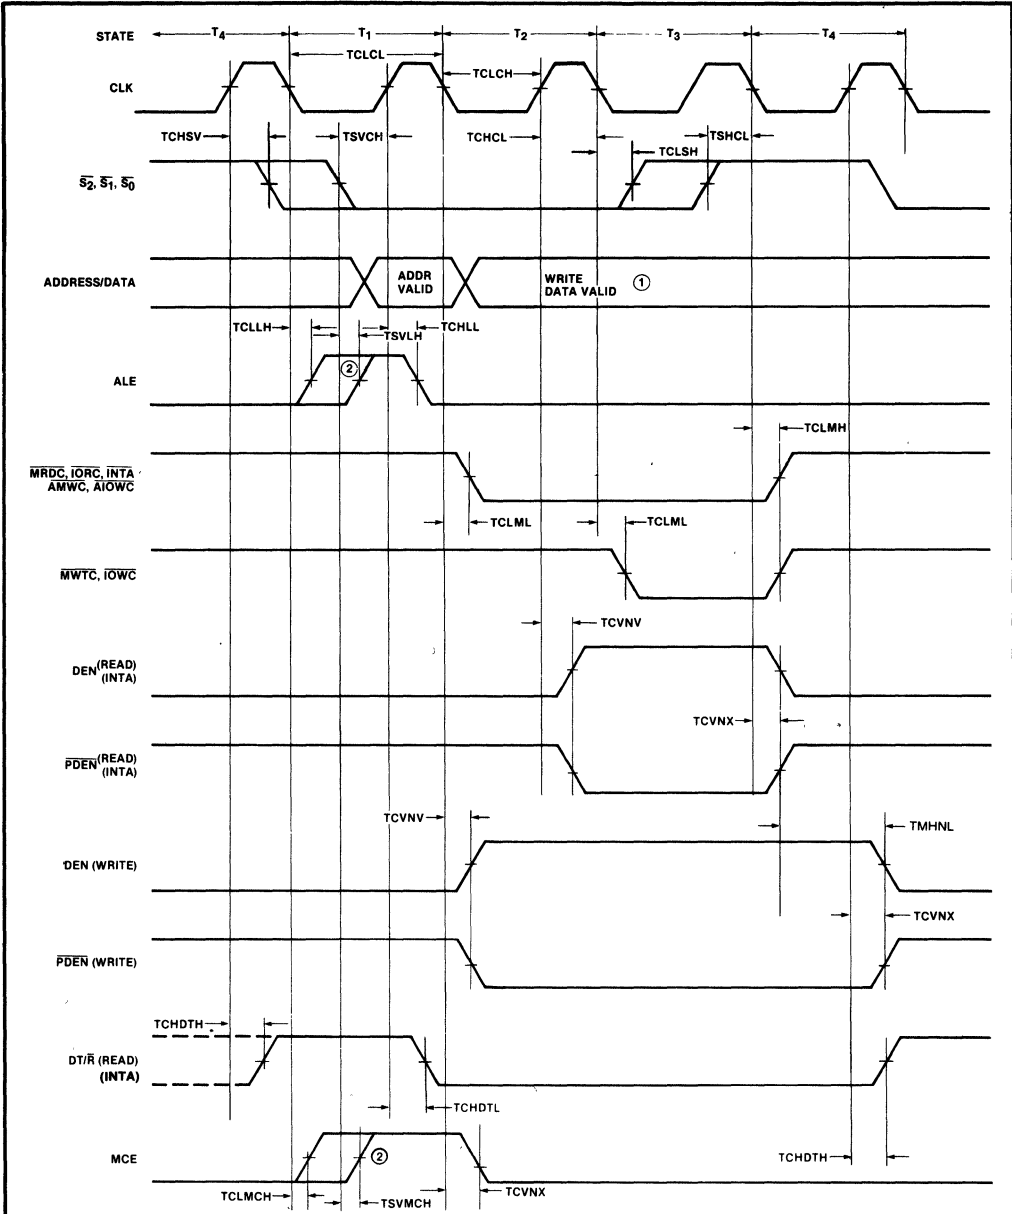 STATE T4 T1 T2 T3 T4
TCLCL
CLK TCLCH
TCHSV TSVCH TCHCL TSHCL
TCLSH
S2, S1, S0
ADDRESS/DATA ADDR VALID WRITE DATA VALID ①
TCLLH TCHLL
TSVLH
ALE ②
TCLMH
MRDC, IORC, INTA
AMWC, AIOWC
TCLML TCLML
MWTC, IOWC
TCVNV
DEN (READ)
(INTA)
TCVNX
PDEN (READ)
(INTA)
TCVNV TMHNL
DEN (WRITE)
TCVNX
PDEN (WRITE)
TCHDTH
DT/R (READ)
(INTA)
TCHDTL
MCE ② TCHDTH
TCLMCH TSVMCH TCVNX